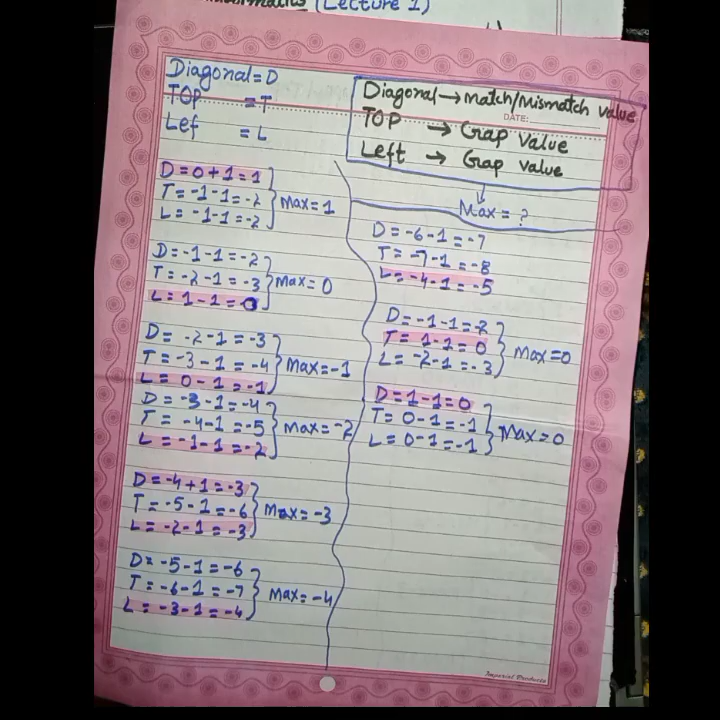 (Lecture 1)
Diagonal = D
TOP = T
Lef = L
Diagonal → Match/Mismatch value
DATE:
TOP → Gap value
Left → Gap value
Max = ?
D = 0+1 = 1
T = -1-1 = -2
L = -1-1 = -2
Max = 1
D = -1-1 = -2
T = -2-1 = -3
L = 1-1 = 0
Max = 0
D = -2-1 = -3
T = -3-1 = -4
L = 0-1 = -1
Max = -1
D = -3-1 = -4
T = -4-1 = -5
L = -1-1 = -2
Max = -2
D = -4+1 = -3
T = -5-1 = -6
L = -2-1 = -3
Max = -3
D = -5-1 = -6
T = -6-1 = -7
L = -3-1 = -4
Max = -4
D = -6-1 = -7
T = -7-1 = -8
L = -4-1 = -5
D = -1-1 = -2
T = 1-1 = 0
L = -2-1 = -3
Max = 0
D = 1-1 = 0
T = 0-1 = -1
L = 0-1 = -1
Max = 0
Imperial Products